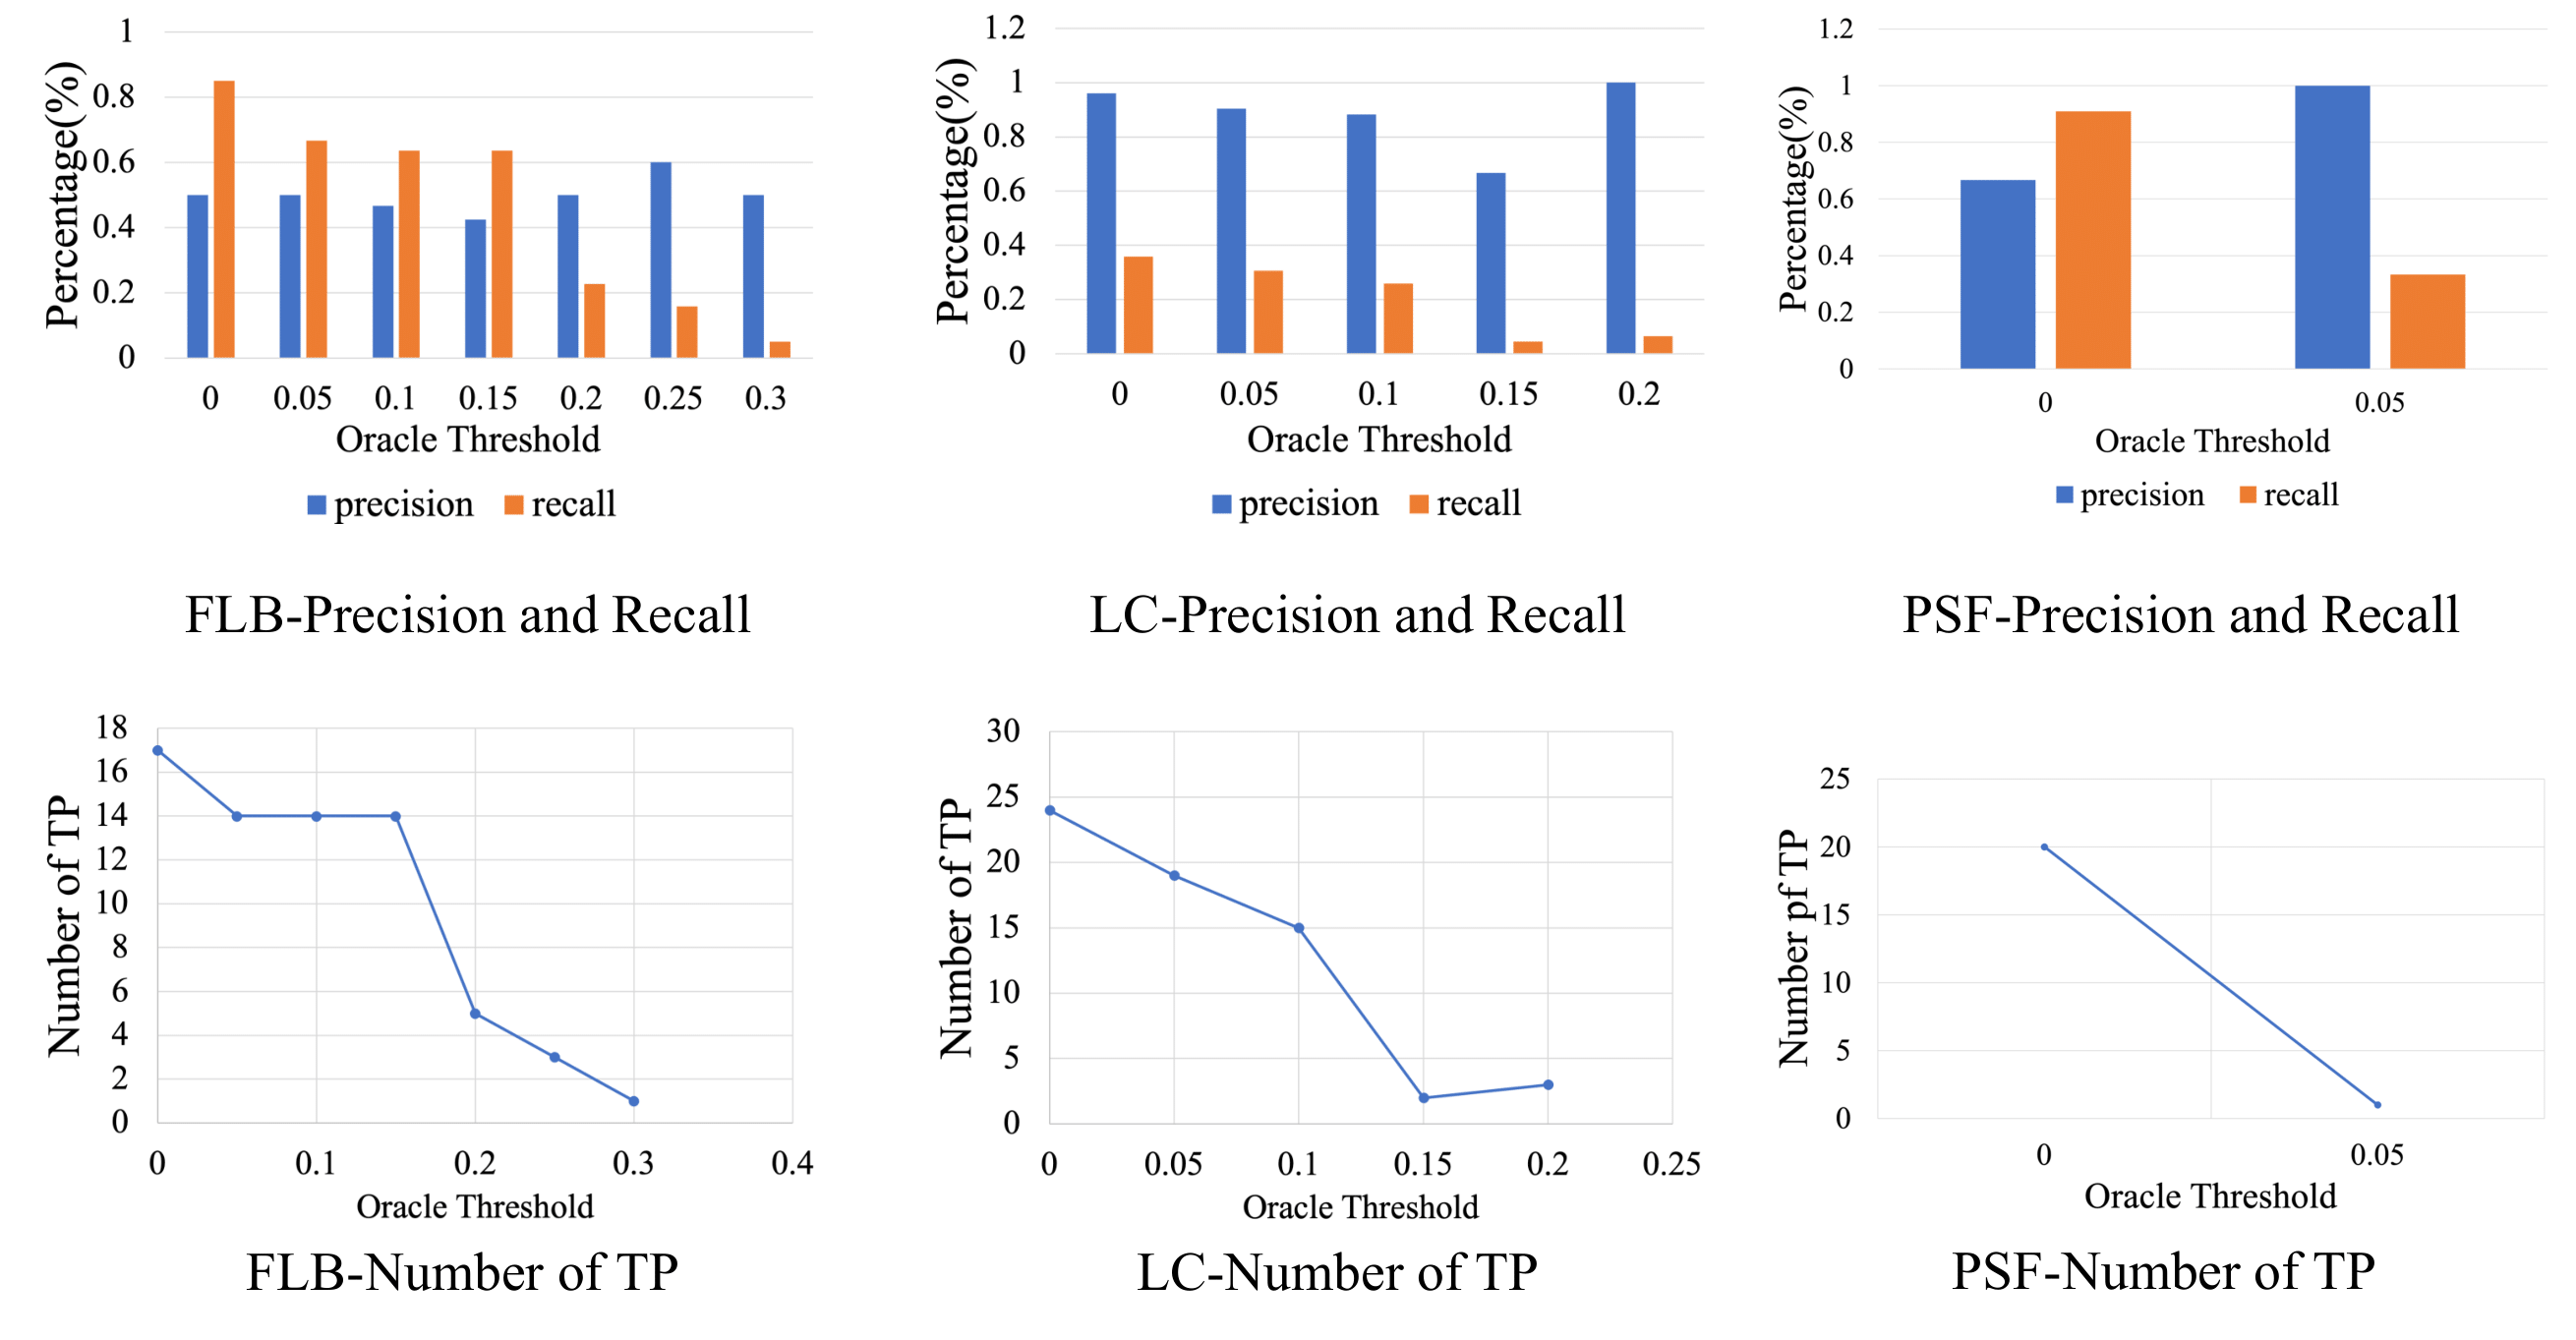 1
0.8
0.6
0.4
0.2
0
Percentage(%)
0 0.05 0.1 0.15 0.2 0.25 0.3
Oracle Threshold
precision recall
FLB-Precision and Recall
1.2
1
0.8
0.6
0.4
0.2
0
Percentage(%)
0 0.05 0.1 0.15 0.2
Oracle Threshold
precision recall
LC-Precision and Recall
1.2
1
0.8
0.6
0.4
0.2
0
Percentage(%)
0 0.05
Oracle Threshold
precision recall
PSF-Precision and Recall
18
16
14
12
10
8
6
4
2
0
Number of TP
0 0.1 0.2 0.3 0.4
Oracle Threshold
FLB-Number of TP
30
25
20
15
10
5
0
Number of TP
0 0.05 0.1 0.15 0.2 0.25
Oracle Threshold
LC-Number of TP
25
20
15
10
5
0
Number pf TP
0 0.05
Oracle Threshold
PSF-Number of TP